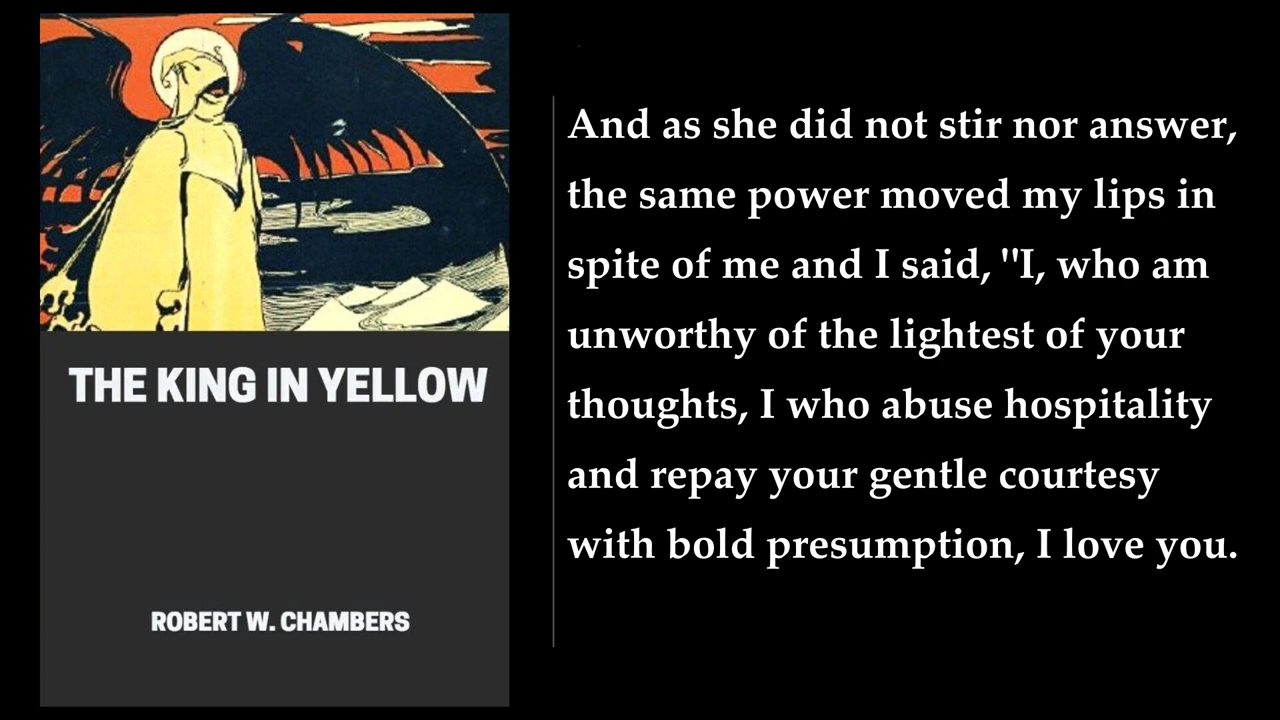 THE KING IN YELLOW
ROBERT W. CHAMBERS
And as she did not stir nor answer,
the same power moved my lips in
spite of me and I said, "I, who am
unworthy of the lightest of your
thoughts, I who abuse hospitality
and repay your gentle courtesy
with bold presumption, I love you.